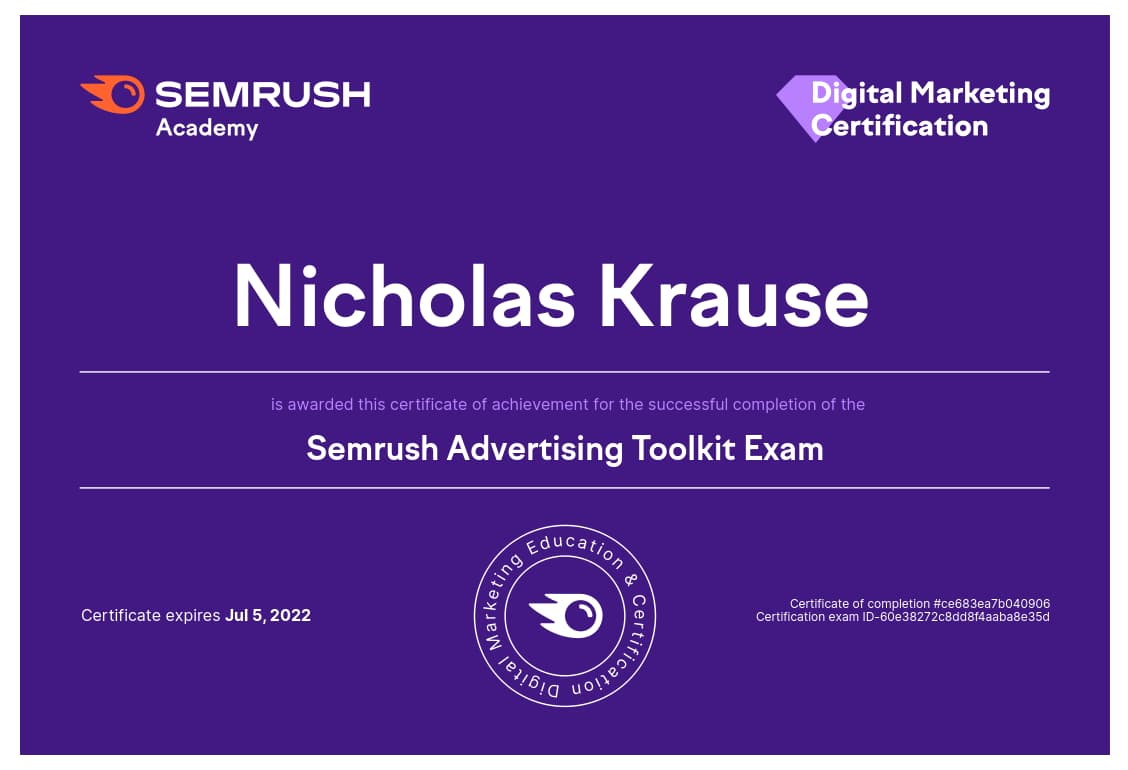 SEMRUSH
Academy
Digital Marketing
Certification
Nicholas Krause
is awarded this certificate of achievement for the successful completion of the
Semrush Advertising Toolkit Exam
Certificate expires Jul 5, 2022
Digital Marketing Education & Certification
Certificate of completion #ce683ea7b040906
Certification exam ID-60e38272c8dd8f4aaba8e35d